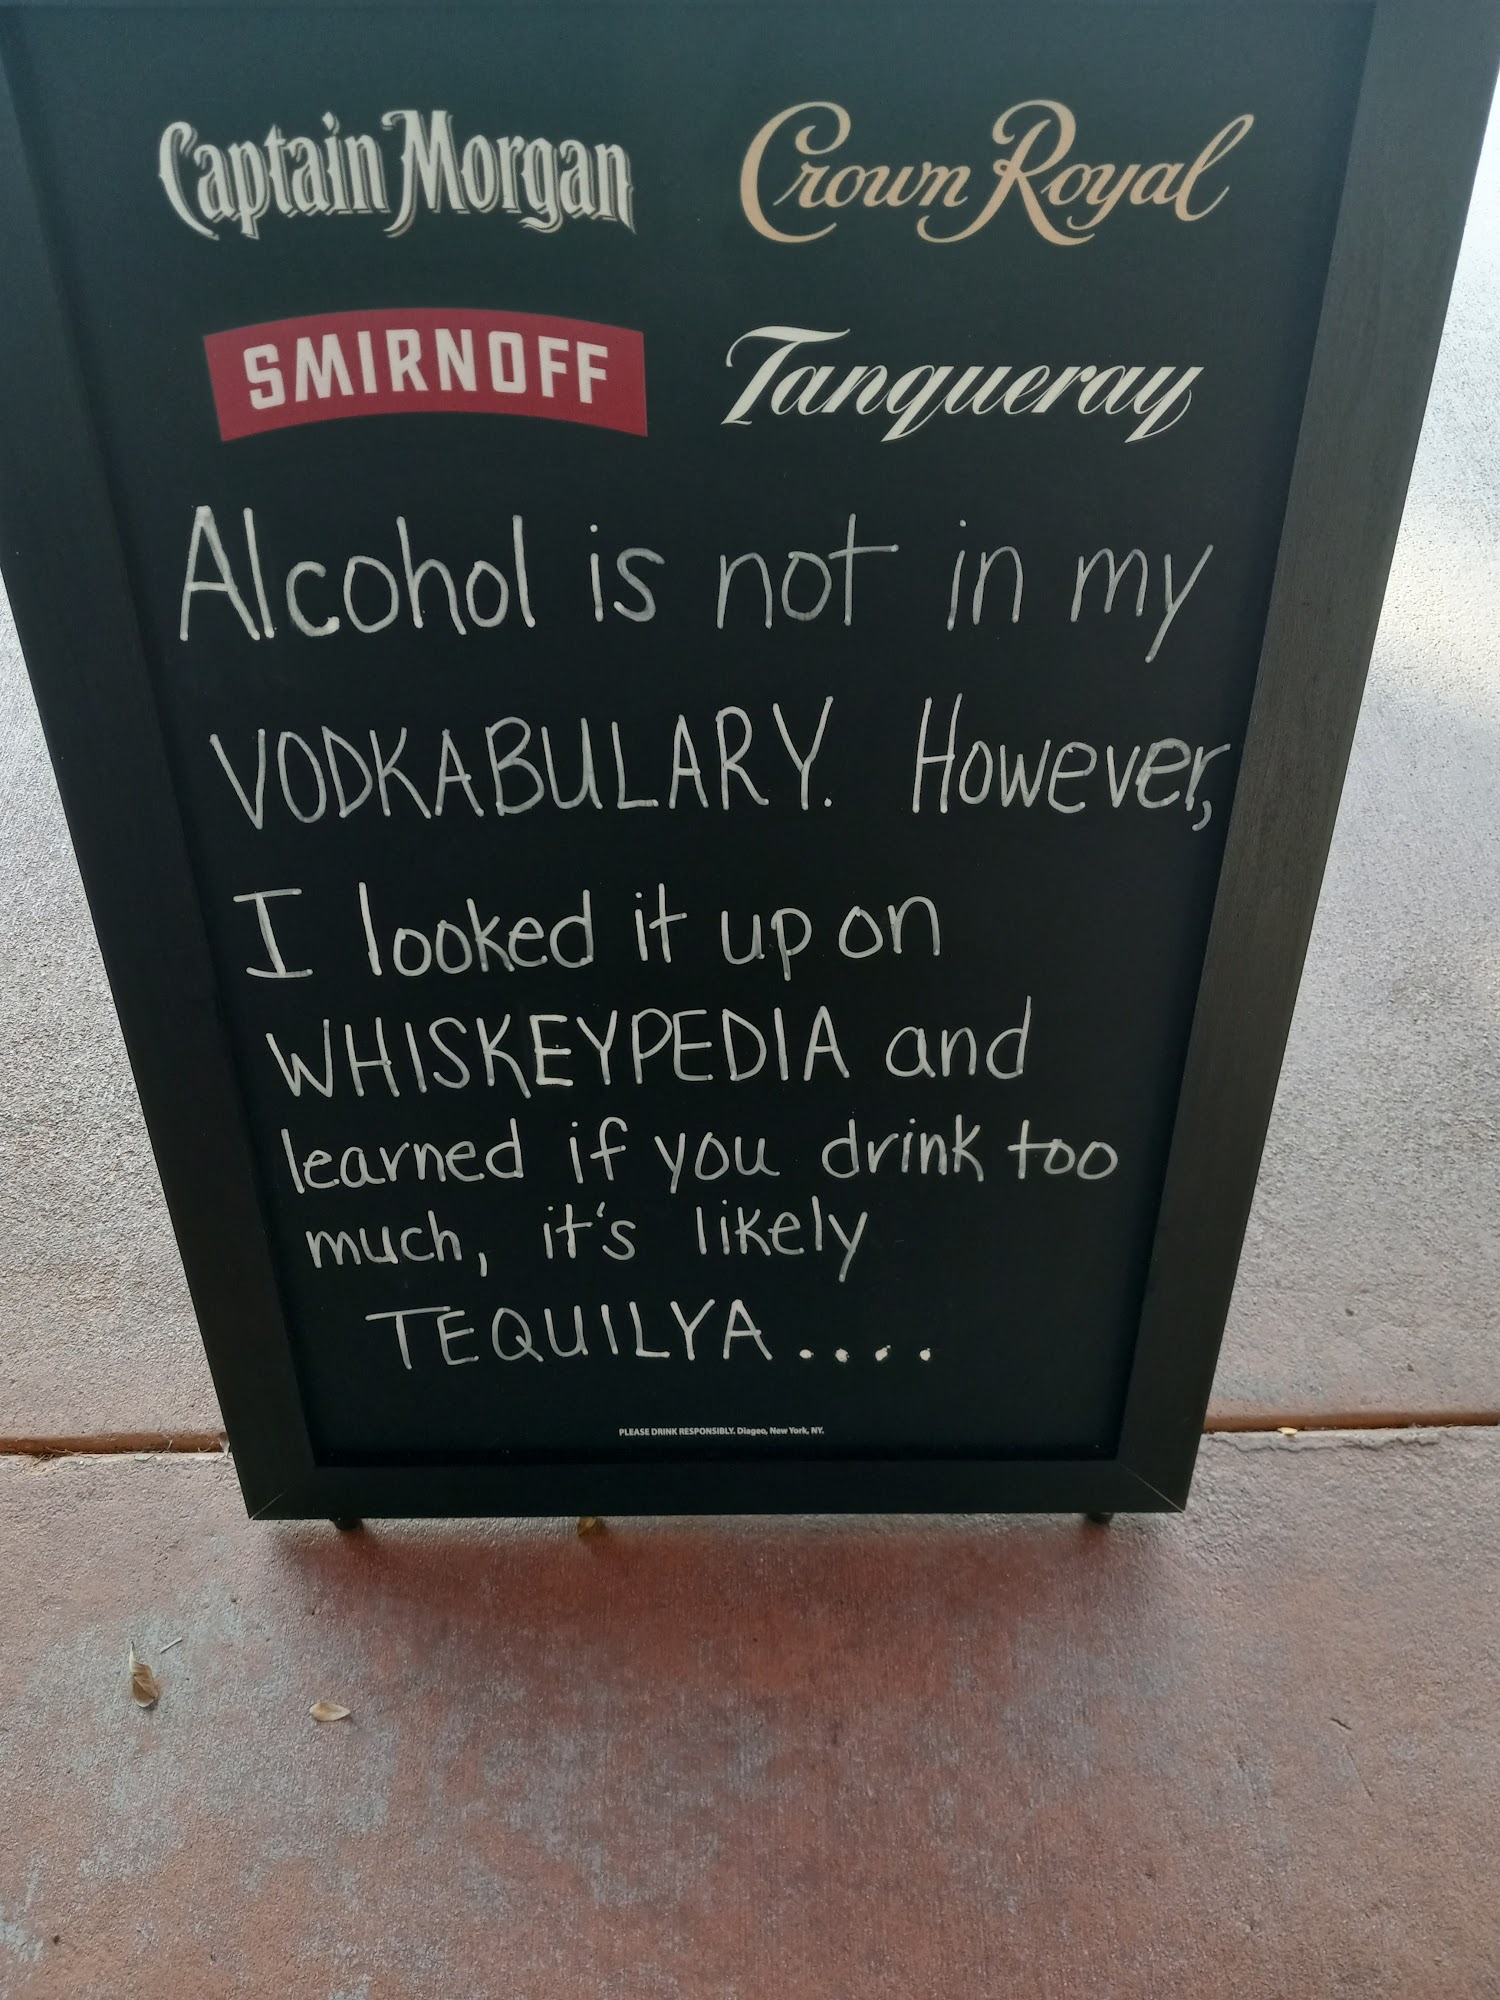 Captain Morgan Crown Royal
SMIRNOFF Tanqueray
Alcohol is not in my
VODKABULARY. However,
I looked it up on
WHISKEYPEDIA and
learned if you drink too
much, it's likely
TEQUILYA....
PLEASE DRINK RESPONSIBLY. Diageo, New York, NY.